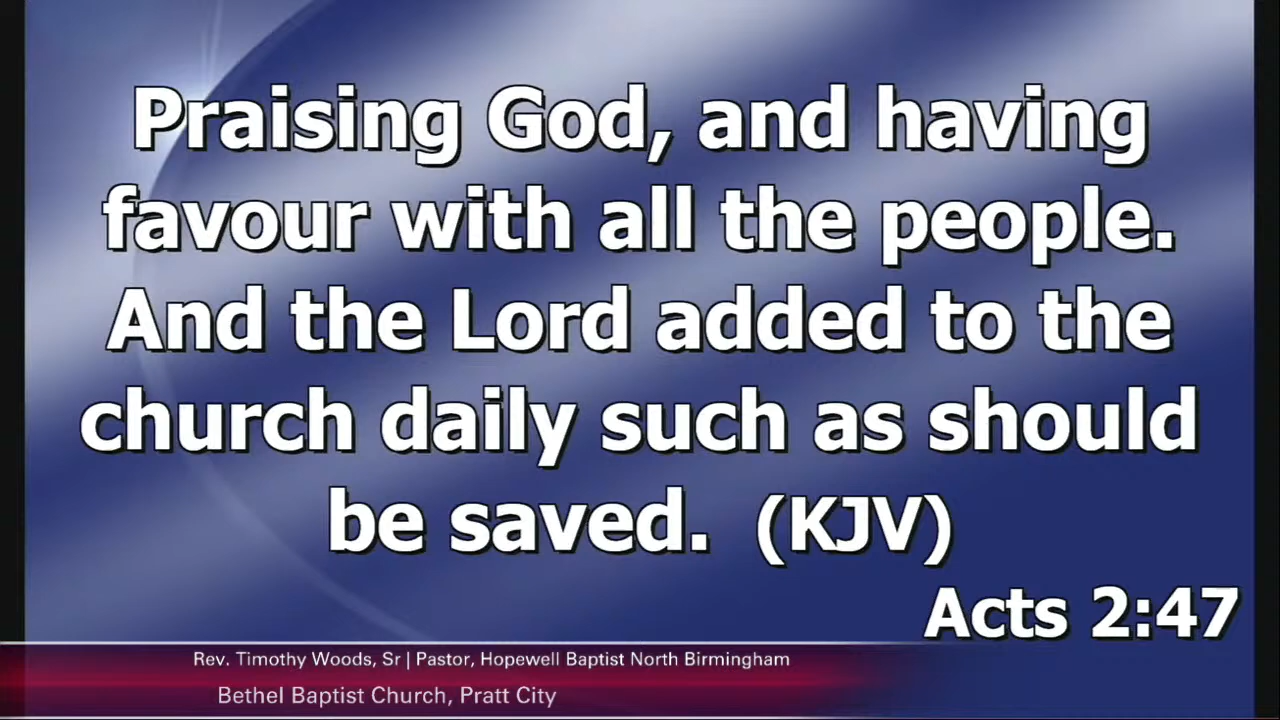 Praising God, and having
favour with all the people.
And the Lord added to the
church daily such as should
be saved.  (KJV)
Acts 2:47
Rev. Timothy Woods, Sr | Pastor, Hopewell Baptist North Birmingham
Bethel Baptist Church, Pratt City